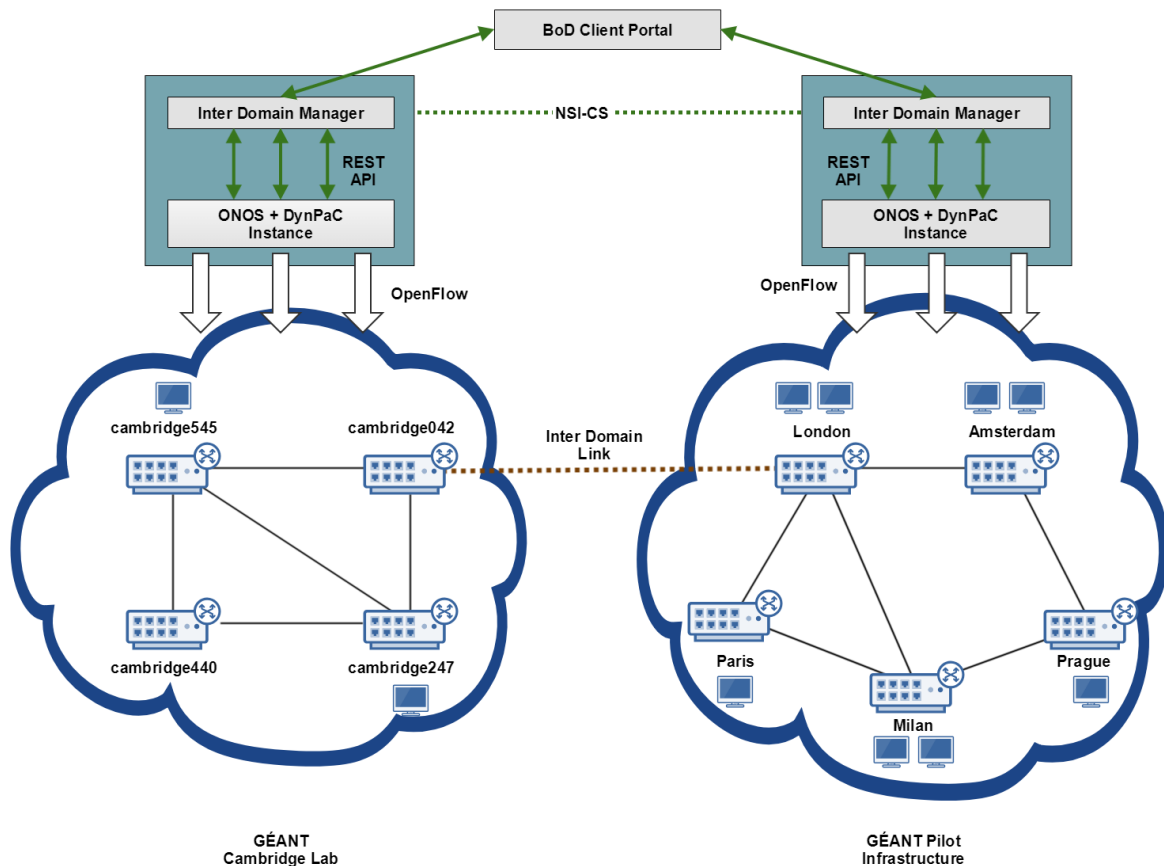 BoD Client Portal
Inter Domain Manager
NSI-CS
Inter Domain Manager
REST
API
REST
API
ONOS + DynPaC
Instance
ONOS + DynPaC
Instance
OpenFlow
OpenFlow
cambridge545
cambridge042
Inter Domain
Link
London
Amsterdam
cambridge440
cambridge247
Paris
Prague
Milan
GÉANT
Cambridge Lab
GÉANT Pilot
Infrastructure